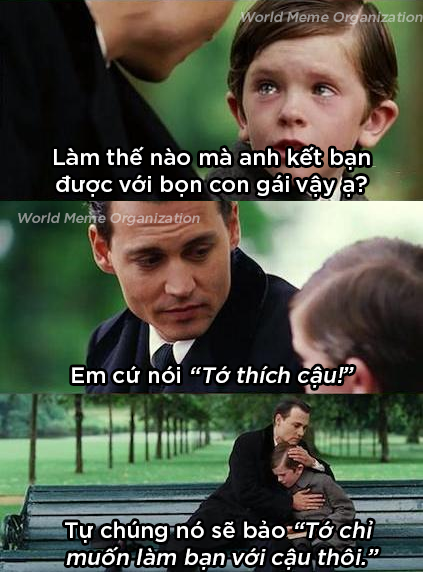 World Meme Organization
Làm thế nào mà anh kết bạn
được với bọn con gái vậy ạ?
World Meme Organization
Em cứ nói “Tớ thích cậu!”
Tự chúng nó sẽ bảo “Tớ chỉ
muốn làm bạn với cậu thôi.”